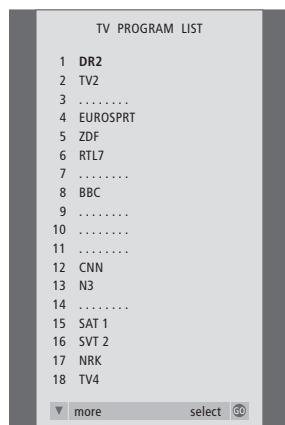 TV PROGRAM LIST
1 DR2
2 TV2
3 ........
4 EUROSPRT
5 ZDF
6 RTL7
7 ........
8 BBC
9 ........
10 ........
11 ........
12 CNN
13 N3
14 ........
15 SAT 1
16 SVT 2
17 NRK
18 TV4
more select GO